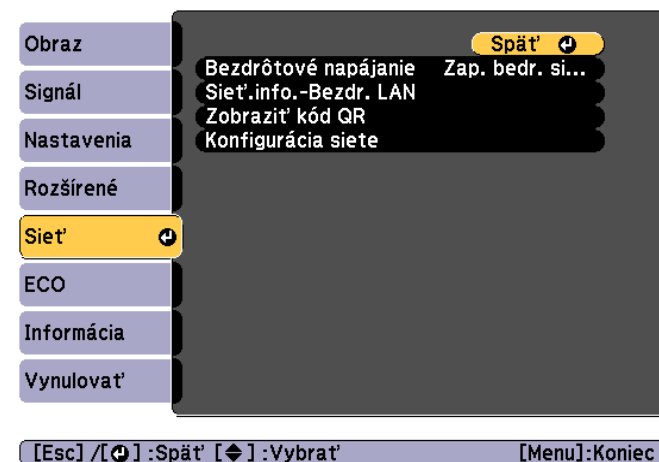 Obraz
Signál
Nastavenia
Rozšírené
Sieť
ECO
Informácia
Vynulovať
Späť
Bezdrôtové napájanie Zap. bedr. si...
Sieť.info.-Bezdr. LAN
Zobraziť kód QR
Konfigurácia siete
[Esc] /[ ] :Späť [ ] :Vybrať [Menu]:Koniec